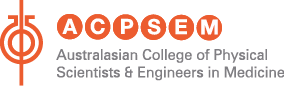 ACPSEM
Australasian College of Physical
Scientists & Engineers in Medicine